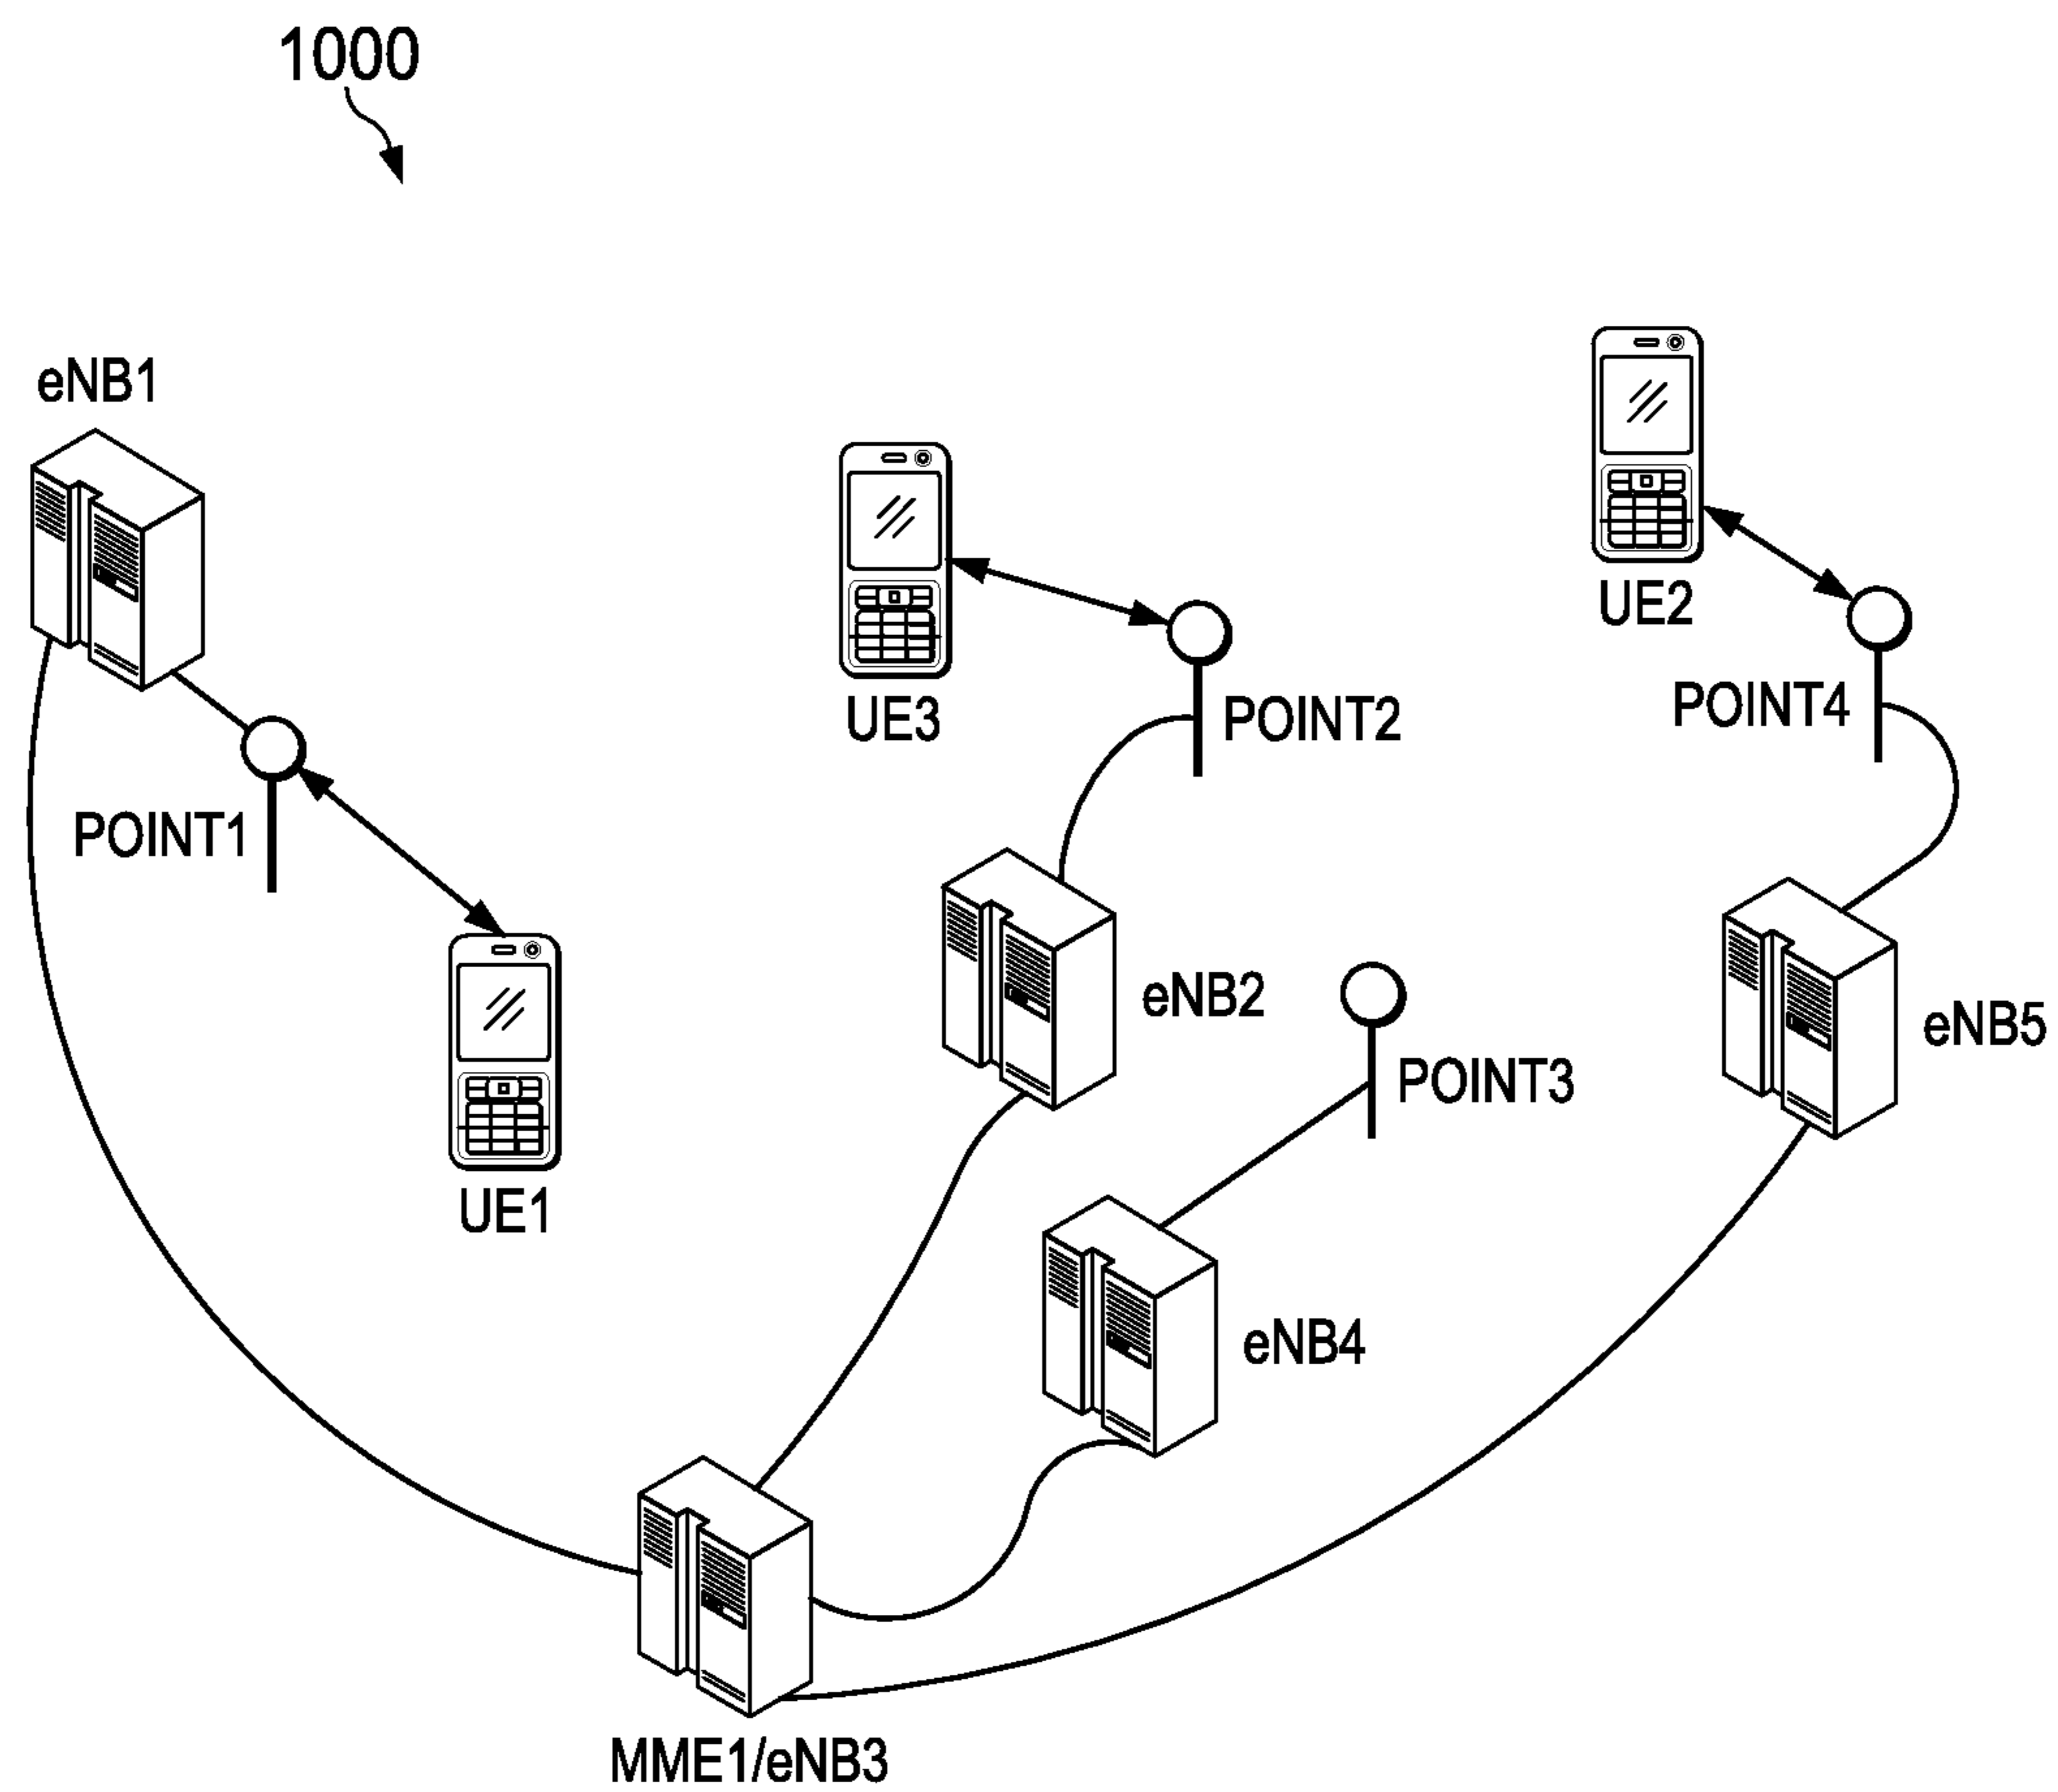 1000
eNB1
UE3
UE2
POINT2
POINT4
POINT1
eNB2
eNB5
POINT3
UE1
eNB4
MME1/eNB3